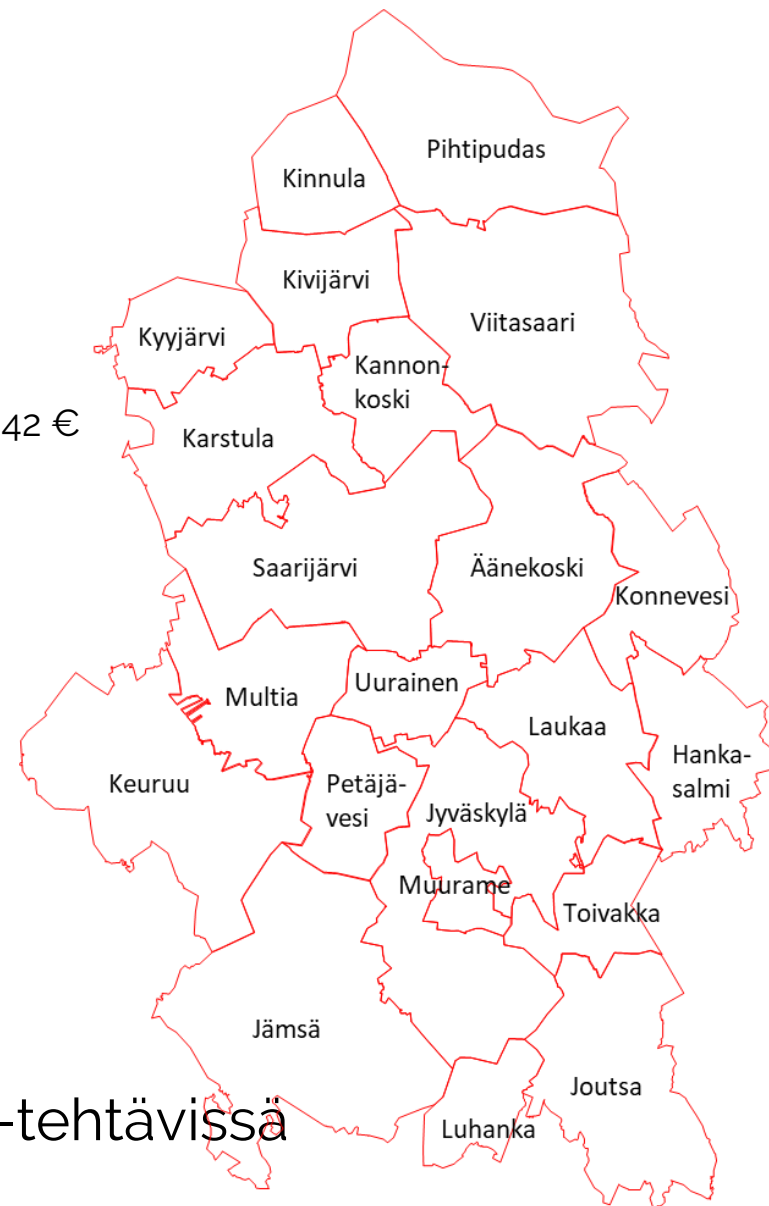 Pihtipudas
Kinnula
Kivijärvi
Viitasaari
Kyyjärvi
Kannon-
koski
42 €
Karstula
Saarijärvi
Äänekoski
Konnevesi
Uurainen
Multia
Laukaa
Hanka-
salmi
Keuruu
Petäjä-
vesi
Jyväskylä
Muurame
Toivakka
Jämsä
Joutsa
-tehtävissä
Luhanka